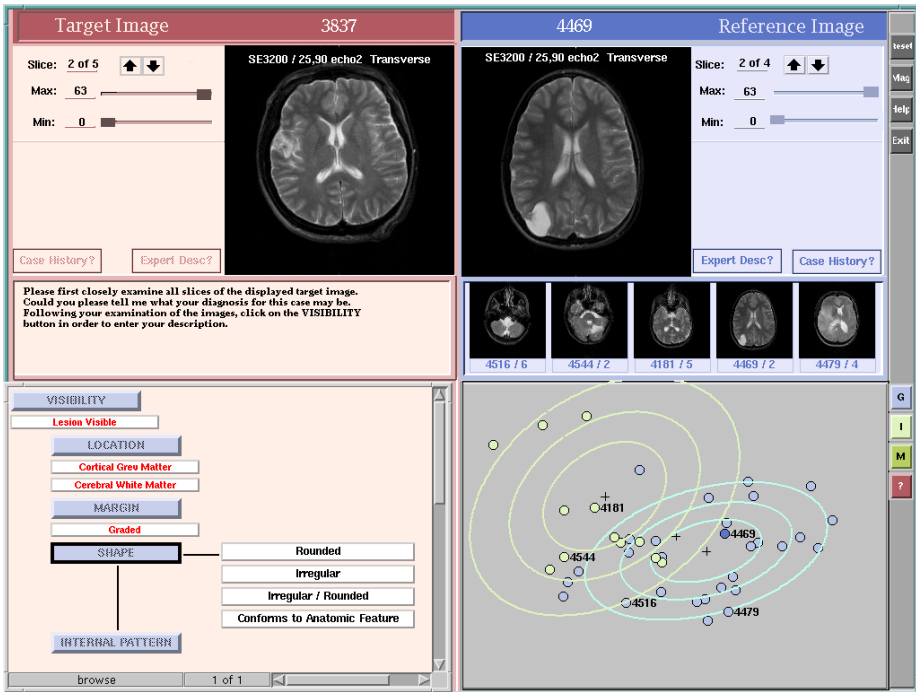 Target Image
3837
4469
Reference Image
Slice: 2 of 5
Max: 63
Min: 0
SE3200 / 25,90 echo2 Transverse
Case History?
Expert Desc?
SE3200 / 25,90 echo2 Transverse
Slice: 2 of 4
Max: 63
Min: 0
Expert Desc?
Case History?
Reset
Mag
Help
Exit
Please first closely examine all slices of the displayed target image.
Could you please tell me what your diagnosis for this case may be.
Following your examination of the images, click on the VISIBILITY
button in order to enter your description.
4516 / 6
4544 / 2
4181 / 5
4469 / 2
4479 / 4
VISIBILITY
Lesion Visible
LOCATION
Cortical Grey Matter
Cerebral White Matter
MARGIN
Graded
SHAPE
Rounded
Irregular
Irregular / Rounded
Conforms to Anatomic Feature
INTERNAL PATTERN
browse
1 of 1
4181
4469
4544
4516
4479
G
I
M
?